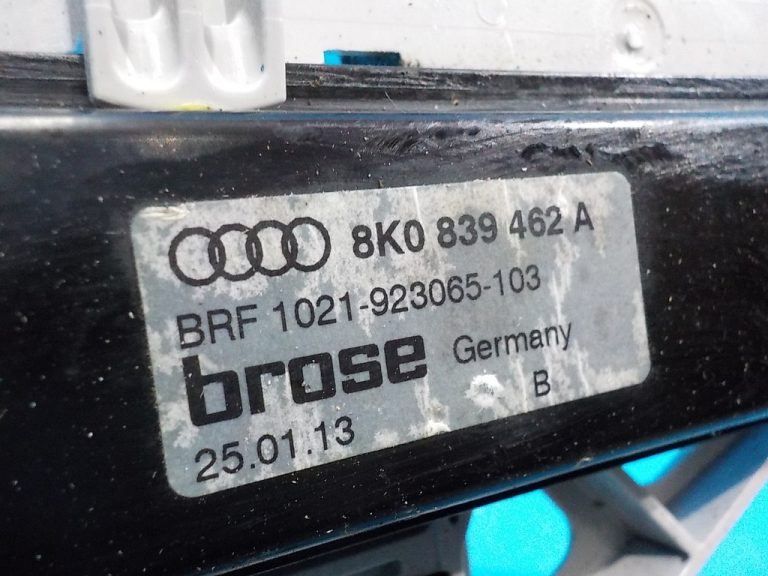 8K0 839 462 A
BRF 1021-923065-103
brose Germany
B
25.01.13